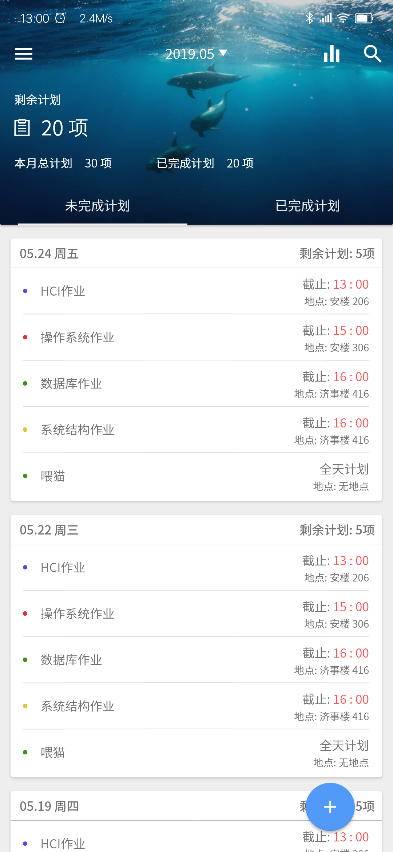 13:00 2.4M/s
2019.05
剩余计划
20 项
本月总计划 30 项 已完成计划 20 项
未完成计划 已完成计划
05.24 周五 剩余计划: 5项
HCI作业 截止: 13 : 00
地点: 安楼 206
操作系统作业 截止: 15 : 00
地点: 安楼 306
数据库作业 截止: 16 : 00
地点: 济事楼 416
系统结构作业 截止: 16 : 00
地点: 济事楼 416
喂猫 全天计划
地点: 无地点
05.22 周三 剩余计划: 5项
HCI作业 截止: 13 : 00
地点: 安楼 206
操作系统作业 截止: 15 : 00
地点: 安楼 306
数据库作业 截止: 16 : 00
地点: 济事楼 416
系统结构作业 截止: 16 : 00
地点: 济事楼 416
喂猫 全天计划
地点: 无地点
05.19 周四 5项
HCI作业 截止: 13 : 00